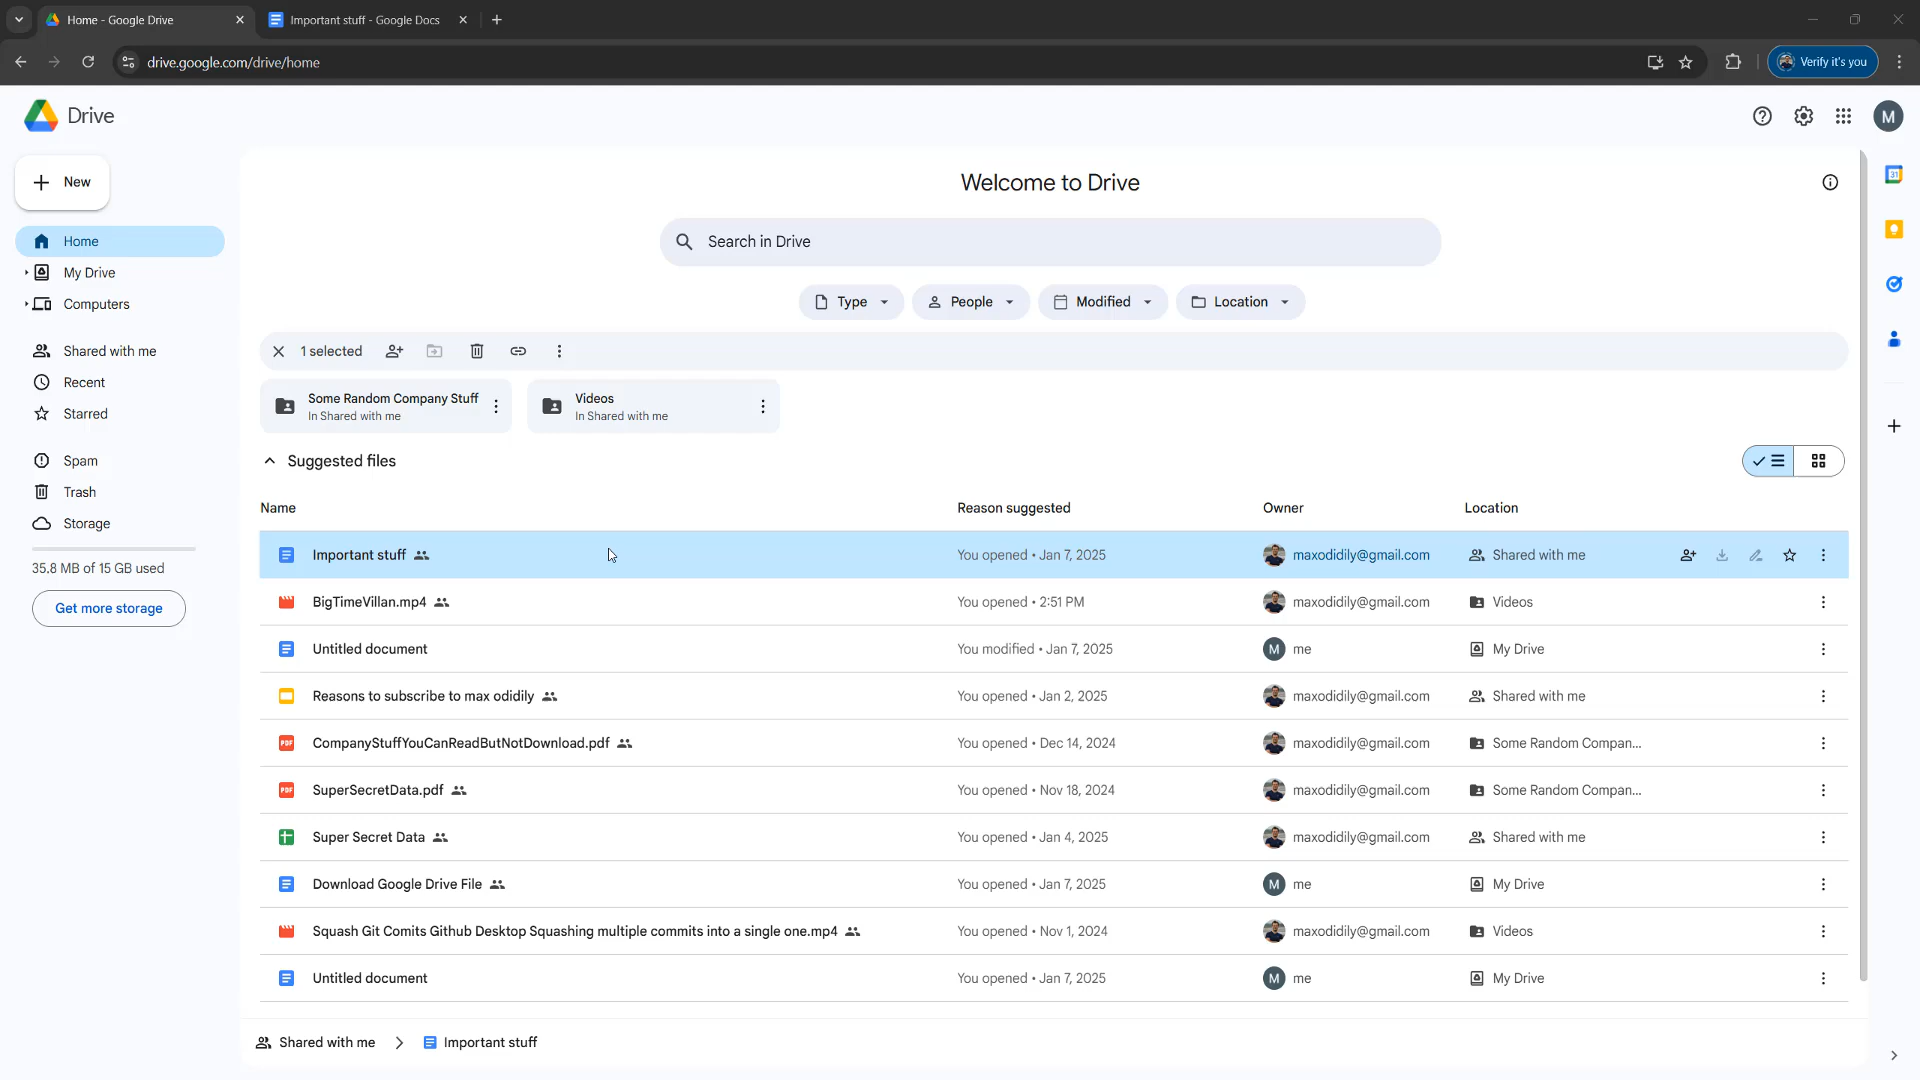 Home - Google Drive
Important stuff - Google Docs
drive.google.com/drive/home
Verify it's you
Drive
M
New
Home
My Drive
Computers
Shared with me
Recent
Starred
Spam
Trash
Storage
35.8 MB of 15 GB used
Get more storage
Welcome to Drive
Search in Drive
Type
People
Modified
Location
1 selected
Some Random Company Stuff
In Shared with me
Videos
In Shared with me
Suggested files
Name Reason suggested Owner Location
Important stuff You opened • Jan 7, 2025 maxodidily@gmail.com Shared with me
BigTimeVillan.mp4 You opened • 2:51 PM maxodidily@gmail.com Videos
Untitled document You modified • Jan 7, 2025 M me My Drive
Reasons to subscribe to max odidily You opened • Jan 2, 2025 maxodidily@gmail.com Shared with me
PDF CompanyStuffYouCanReadButNotDownload.pdf You opened • Dec 14, 2024 maxodidily@gmail.com Some Random Compan...
PDF SuperSecretData.pdf You opened • Nov 18, 2024 maxodidily@gmail.com Some Random Compan...
Super Secret Data You opened • Jan 4, 2025 maxodidily@gmail.com Shared with me
Download Google Drive File You opened • Jan 7, 2025 M me My Drive
Squash Git Comits Github Desktop Squashing multiple commits into a single one.mp4 You opened • Nov 1, 2024 maxodidily@gmail.com Videos
Untitled document You opened • Jan 7, 2025 M me My Drive
Shared with me Important stuff
31